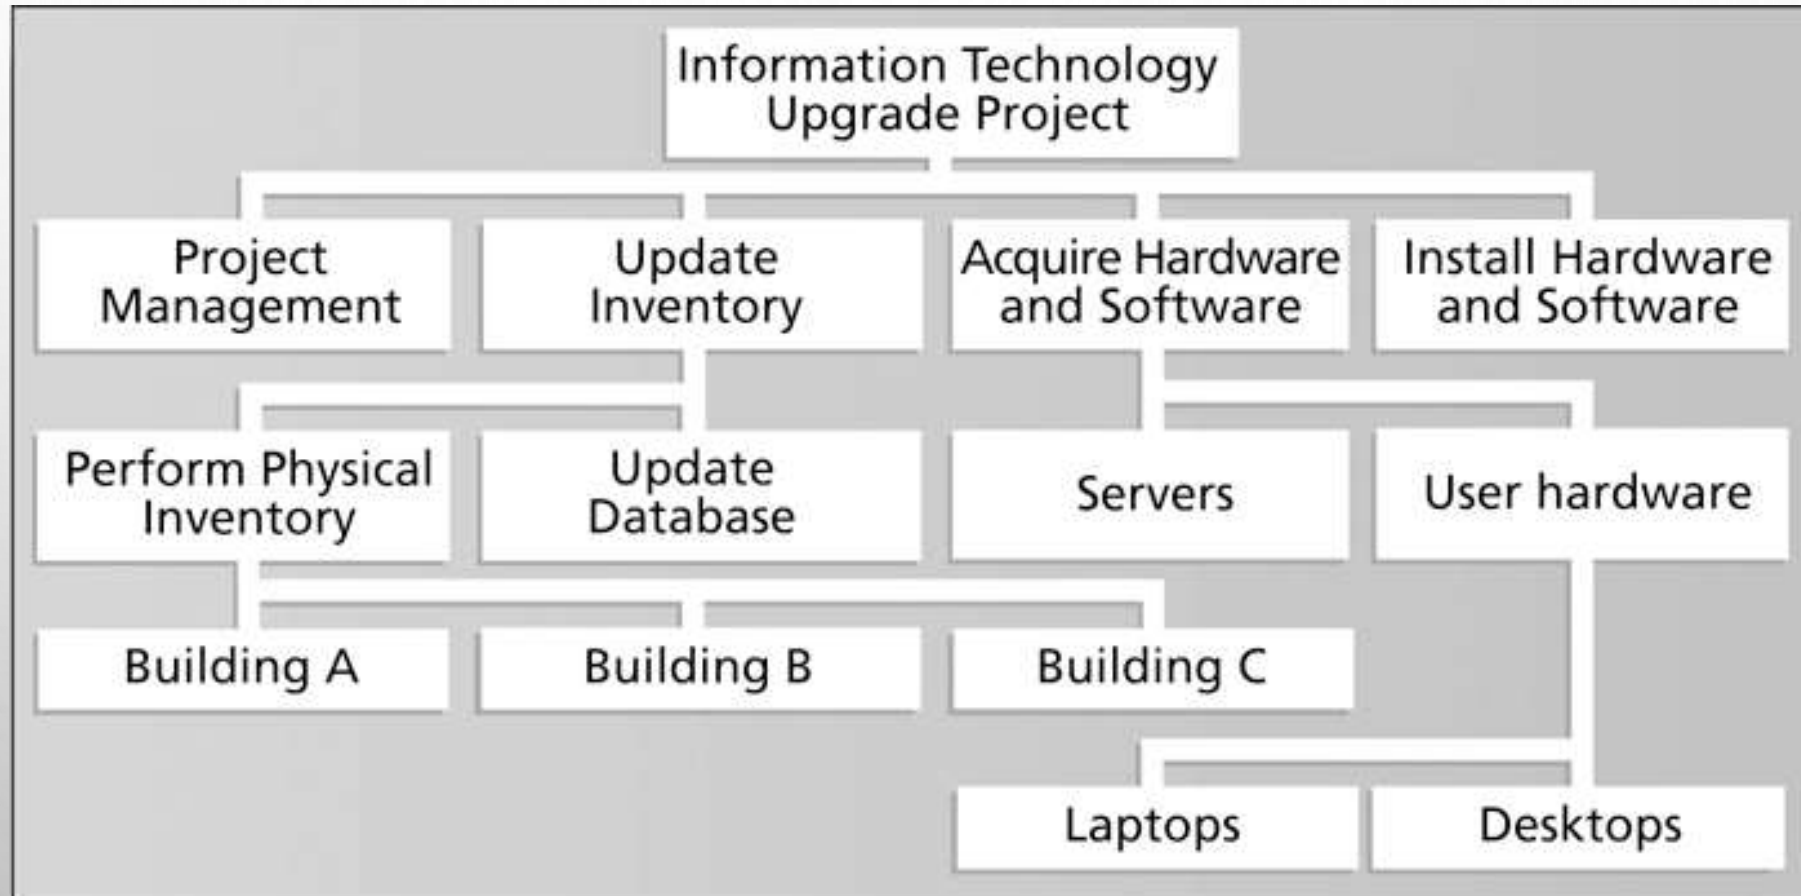 Information Technology
Upgrade Project
Project
Management
Update
Inventory
Acquire Hardware
and Software
Install Hardware
and Software
Perform Physical
Inventory
Update
Database
Servers
User hardware
Building A
Building B
Building C
Laptops
Desktops